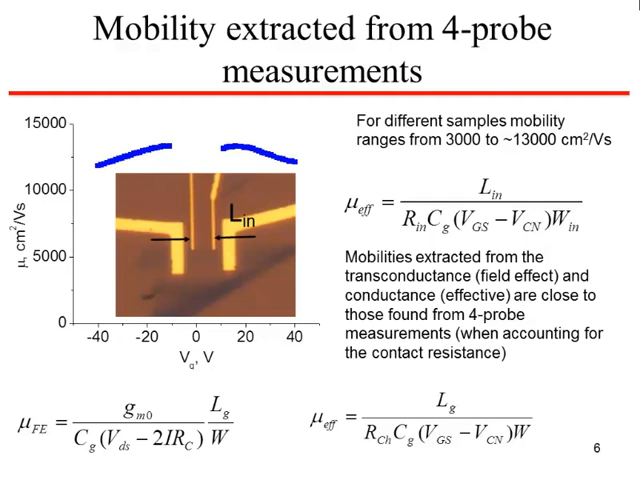 Mobility extracted from 4-probe
measurements
For different samples mobility
ranges from 3000 to ~13000 cm²/Vs
μ, cm²/Vs
15000
10000
5000
0
-40 -20 0 20 40
V_g, V
L_in
μ_eff = L_in / (R_in C_g (V_GS − V_CN) W_in)
Mobilities extracted from the
transconductance (field effect) and
conductance (effective) are close to
those found from 4-probe
measurements (when accounting for
the contact resistance)
μ_FE = g_m0 / (C_g (V_ds − 2IR_C)) L_g / W
μ_eff = L_g / (R_Ch C_g (V_GS − V_CN) W)
6